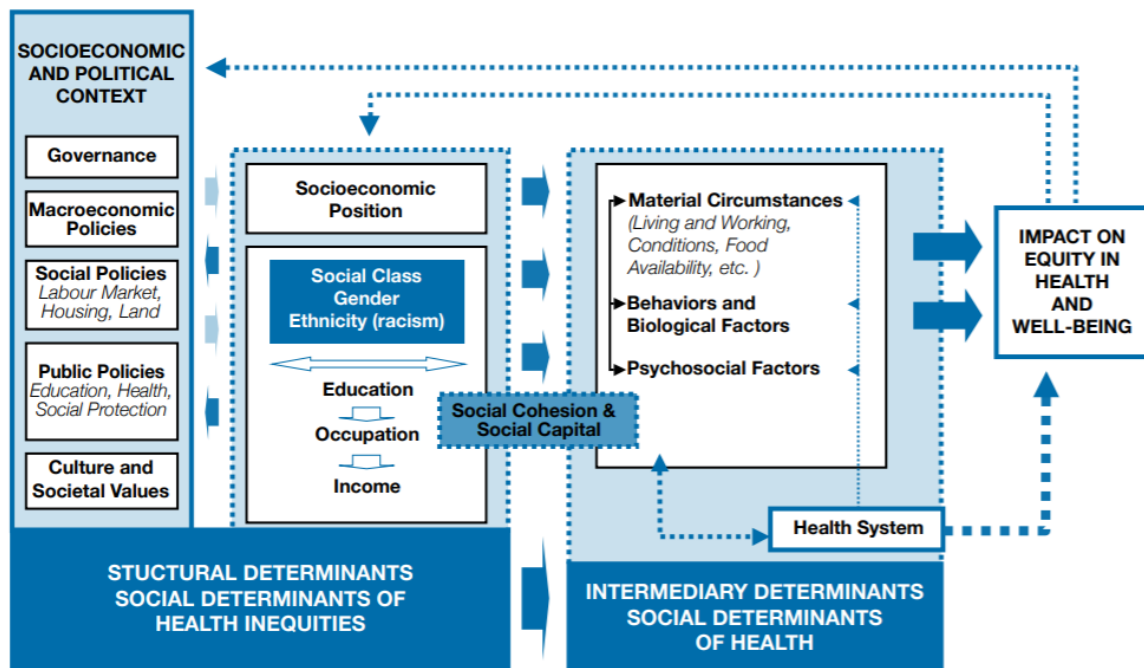 SOCIOECONOMIC
AND POLITICAL
CONTEXT
Governance
Macroeconomic
Policies
Social Policies
Labour Market,
Housing, Land
Public Policies
Education, Health,
Social Protection
Culture and
Societal Values
Socioeconomic
Position
Social Class
Gender
Ethnicity (racism)
Education
Occupation
Income
Social Cohesion &
Social Capital
Material Circumstances
(Living and Working,
Conditions, Food
Availability, etc. )
Behaviors and
Biological Factors
Psychosocial Factors
Health System
IMPACT ON
EQUITY IN
HEALTH
AND
WELL-BEING
STUCTURAL DETERMINANTS
SOCIAL DETERMINANTS OF
HEALTH INEQUITIES
INTERMEDIARY DETERMINANTS
SOCIAL DETERMINANTS
OF HEALTH